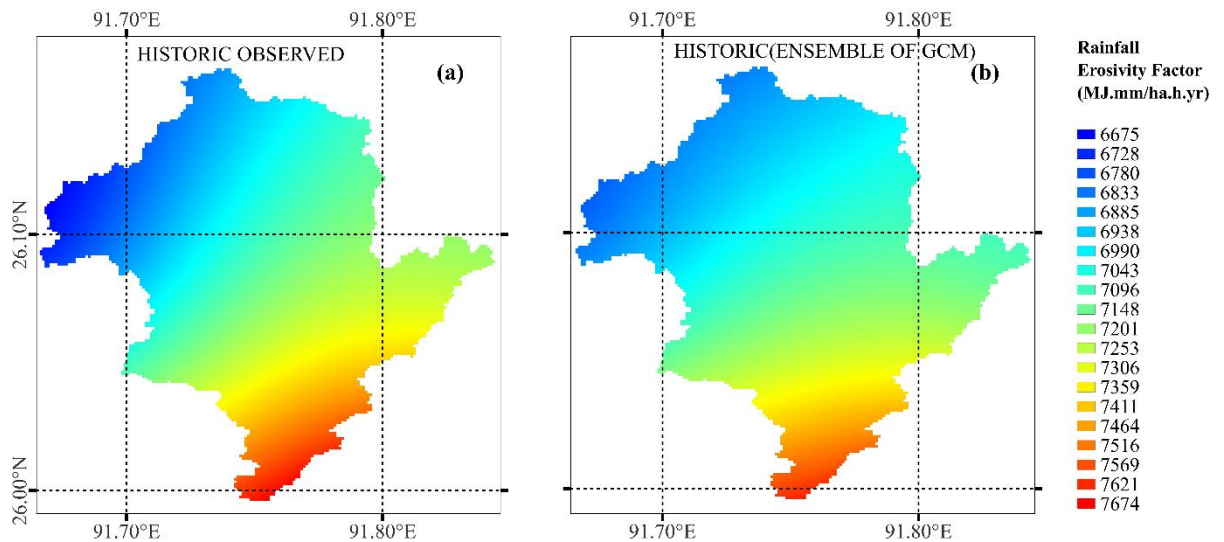 91.70°E 91.80°E 91.70°E 91.80°E
HISTORIC OBSERVED
(a)
HISTORIC(ENSEMBLE OF GCM)
(b)
26.10°N
26.00°N
91.70°E 91.80°E 91.70°E 91.80°E
Rainfall
Erosivity Factor
(MJ.mm/ha.h.yr)
6675
6728
6780
6833
6885
6938
6990
7043
7096
7148
7201
7253
7306
7359
7411
7464
7516
7569
7621
7674